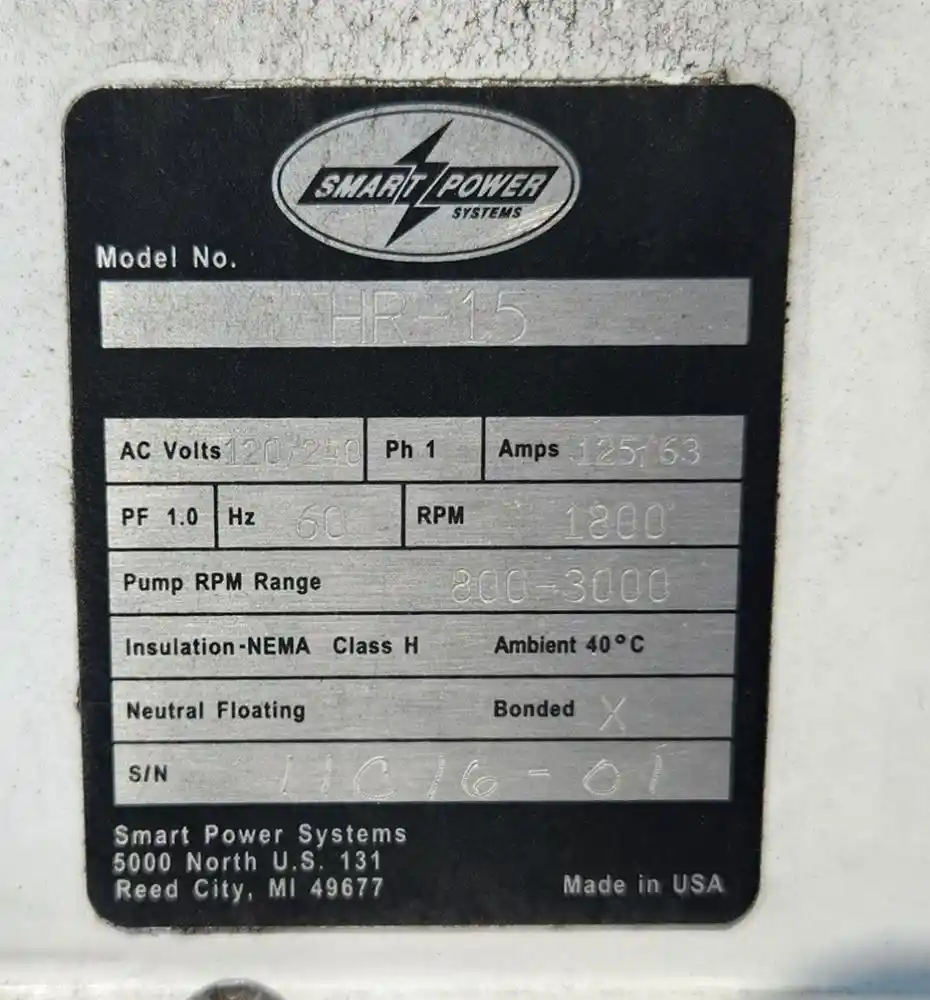 SMART POWER
SYSTEMS
Model No.
HR-15
AC Volts 120/240 Ph 1 Amps 125/63
PF 1.0 Hz 60 RPM 1800
Pump RPM Range 800-3000
Insulation-NEMA Class H Ambient 40°C
Neutral Floating Bonded X
S/N 11C16-01
Smart Power Systems
5000 North U.S. 131
Reed City, MI 49677
Made in USA